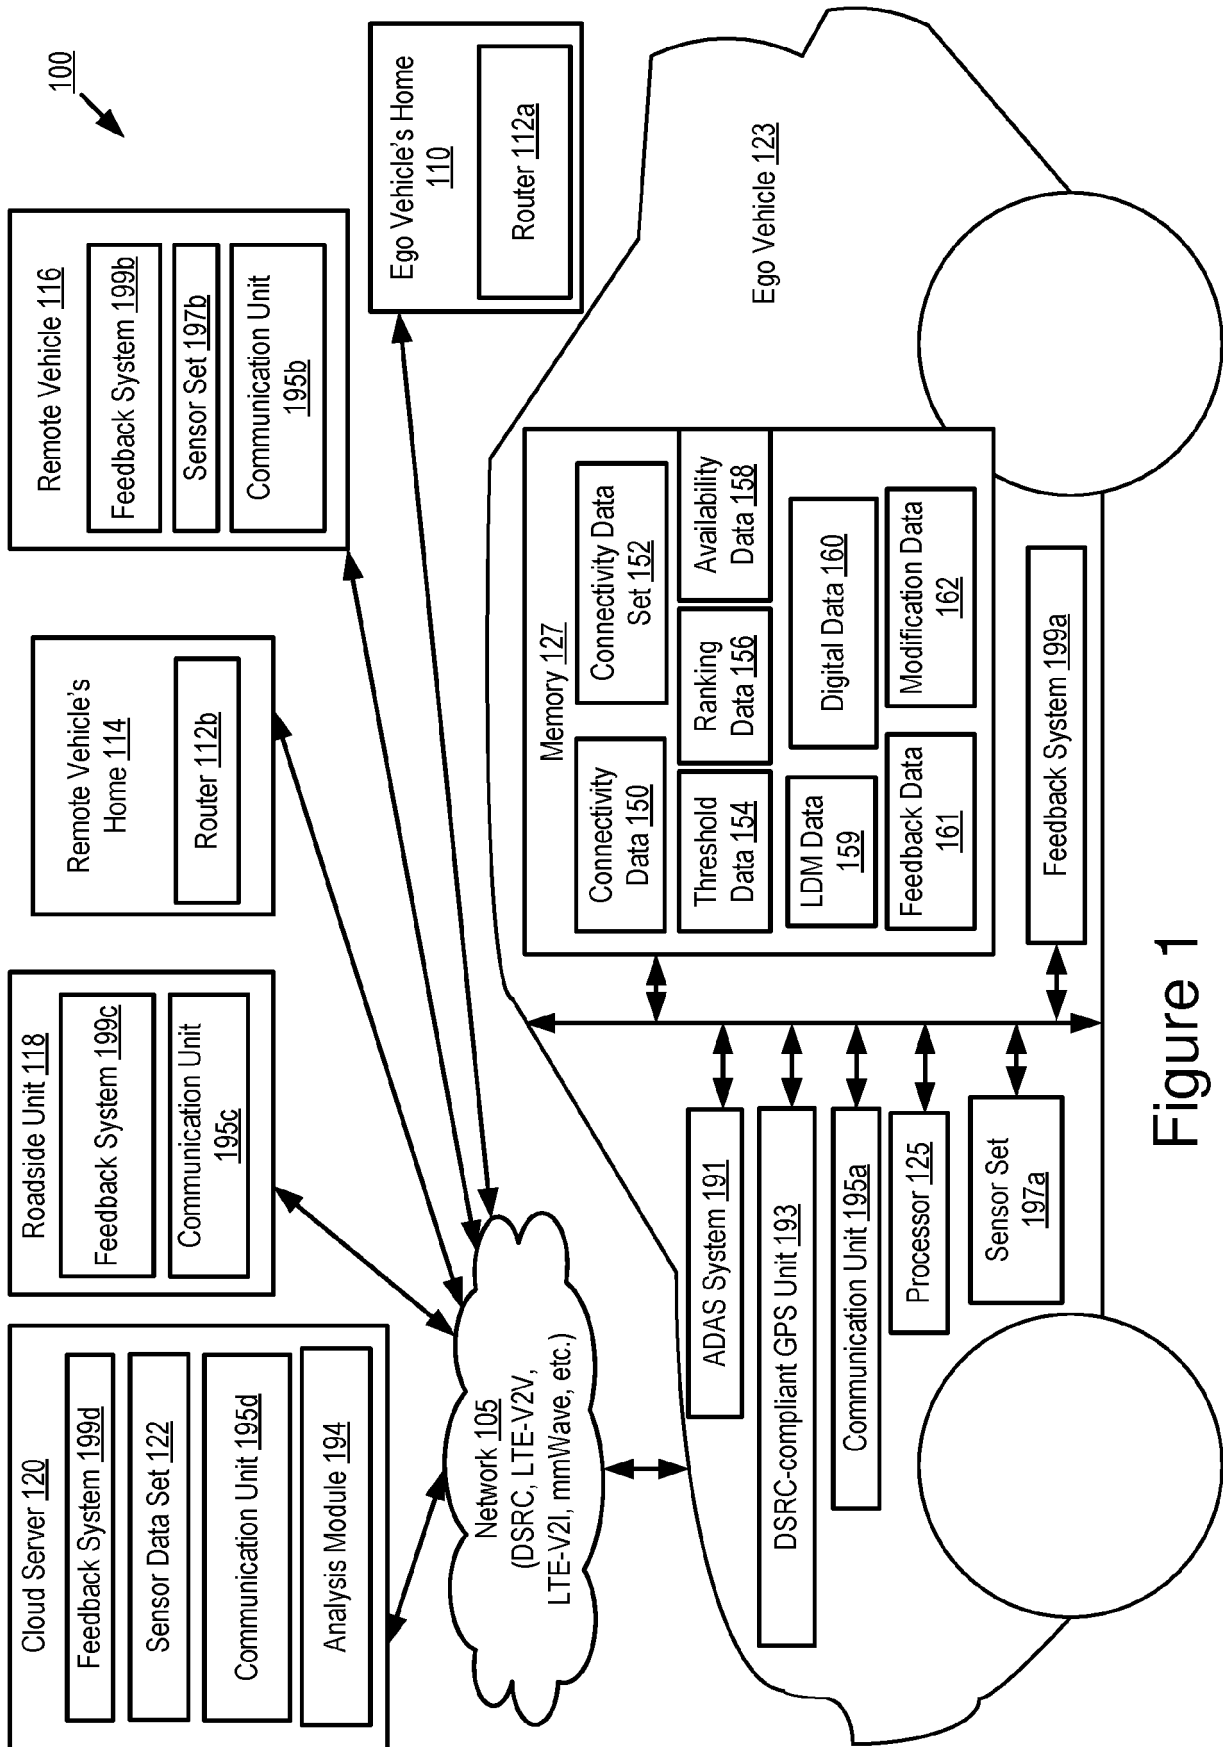 100
Cloud Server 120
Feedback System 199d
Sensor Data Set 122
Communication Unit 195d
Analysis Module 194
Roadside Unit 118
Feedback System 199c
Communication Unit
195c
Remote Vehicle's
Home 114
Router 112b
Remote Vehicle 116
Feedback System 199b
Sensor Set 197b
Communication Unit
195b
Ego Vehicle's Home
110
Router 112a
Network 105
(DSRC, LTE-V2V,
LTE-V2I, mmWave, etc.)
Ego Vehicle 123
ADAS System 191
DSRC-compliant GPS Unit 193
Communication Unit 195a
Processor 125
Sensor Set
197a
Memory 127
Connectivity
Data 150
Connectivity Data
Set 152
Threshold
Data 154
Ranking
Data 156
Availability
Data 158
LDM Data
159
Digital Data 160
Feedback Data
161
Modification Data
162
Feedback System 199a
Figure 1